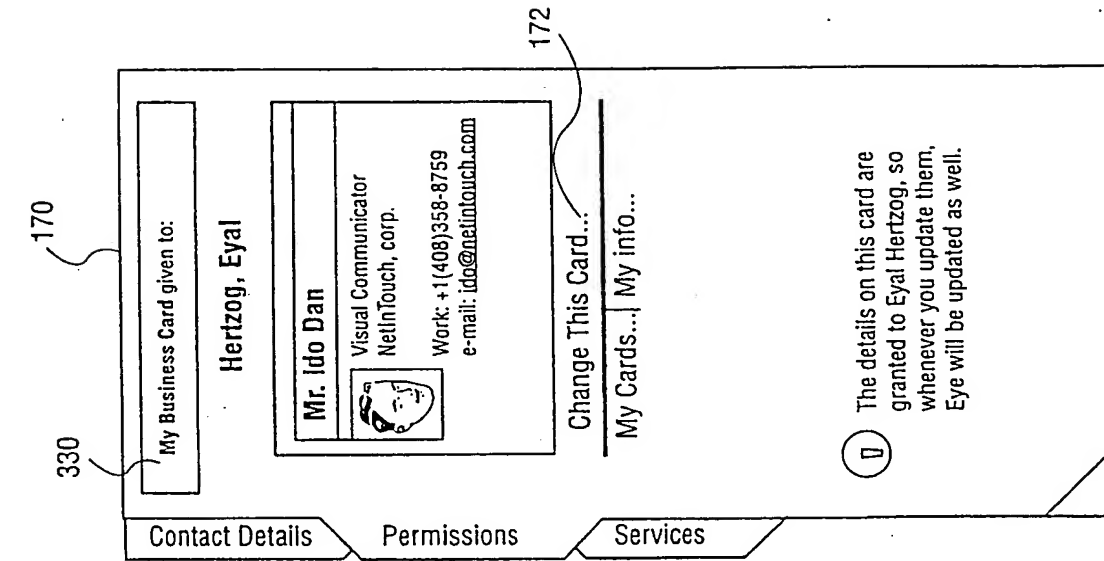 170
330
My Business Card given to:
Hertzog, Eyal
Mr. Ido Dan
Visual Communicator
NetInTouch, corp.
Work: +1(408)358-8759
e-mail: ido@netintouch.com
172
Change This Card...
My Cards...| My info...
The details on this card are
granted to Eyal Hertzog, so
whenever you update them,
Eye will be updated as well.
Contact Details
Permissions
Services